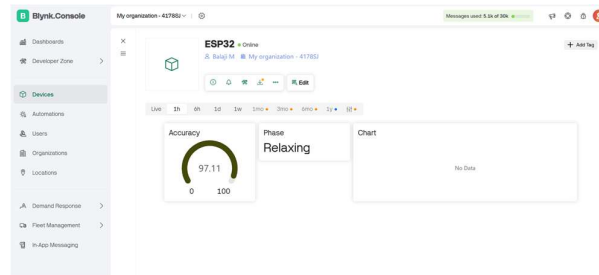 B Blynk.Console
My organization - 4178SJ
Messages used: 5.1k of 30k
Dashboards
Developer Zone
Devices
Automations
Users
Organizations
Locations
Demand Response
Fleet Management
In-App Messaging
ESP32 Online
Balaji M My organization - 4178SJ
Edit
Add Tag
Live 1h 6h 1d 1w 1mo 3mo 6mo 1y
Accuracy
97.11
0 100
Phase
Relaxing
Chart
No Data